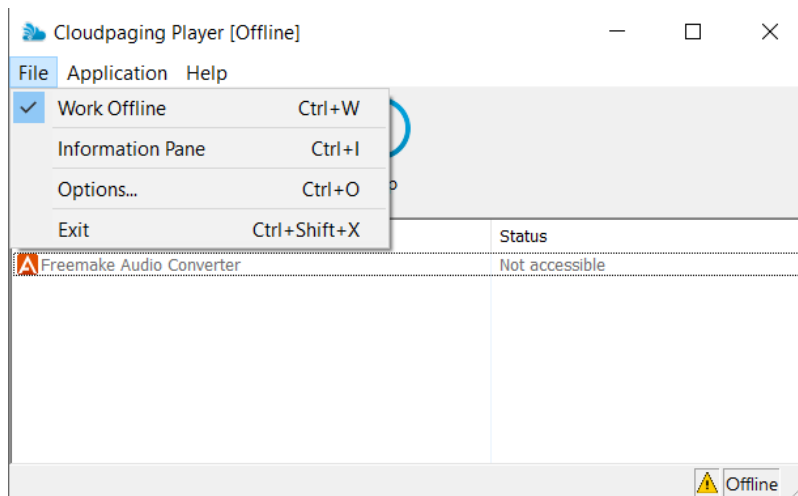 Cloudpaging Player [Offline]
File Application Help
Work Offline Ctrl+W
Information Pane Ctrl+I
Options... Ctrl+O
Exit Ctrl+Shift+X
Status
Freemake Audio Converter Not accessible
Offline